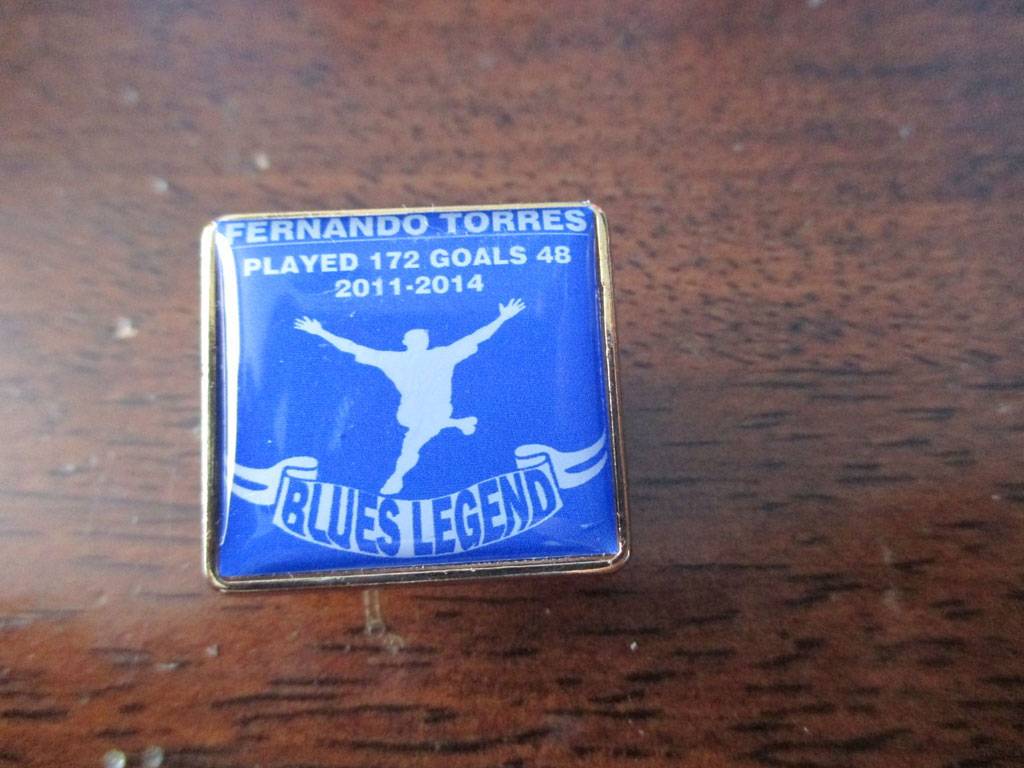 FERNANDO TORRES
PLAYED 172 GOALS 48
2011-2014
BLUES LEGEND